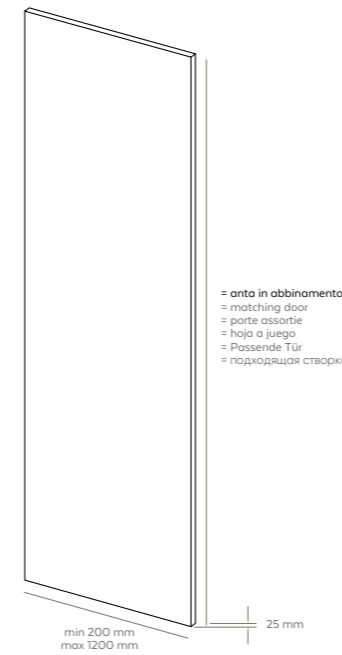 = anta in abbinamento
= matching door
= porte assortie
= hoja a juego
= Passende Tür
= подходящая створка
25 mm
min 200 mm
max 1200 mm